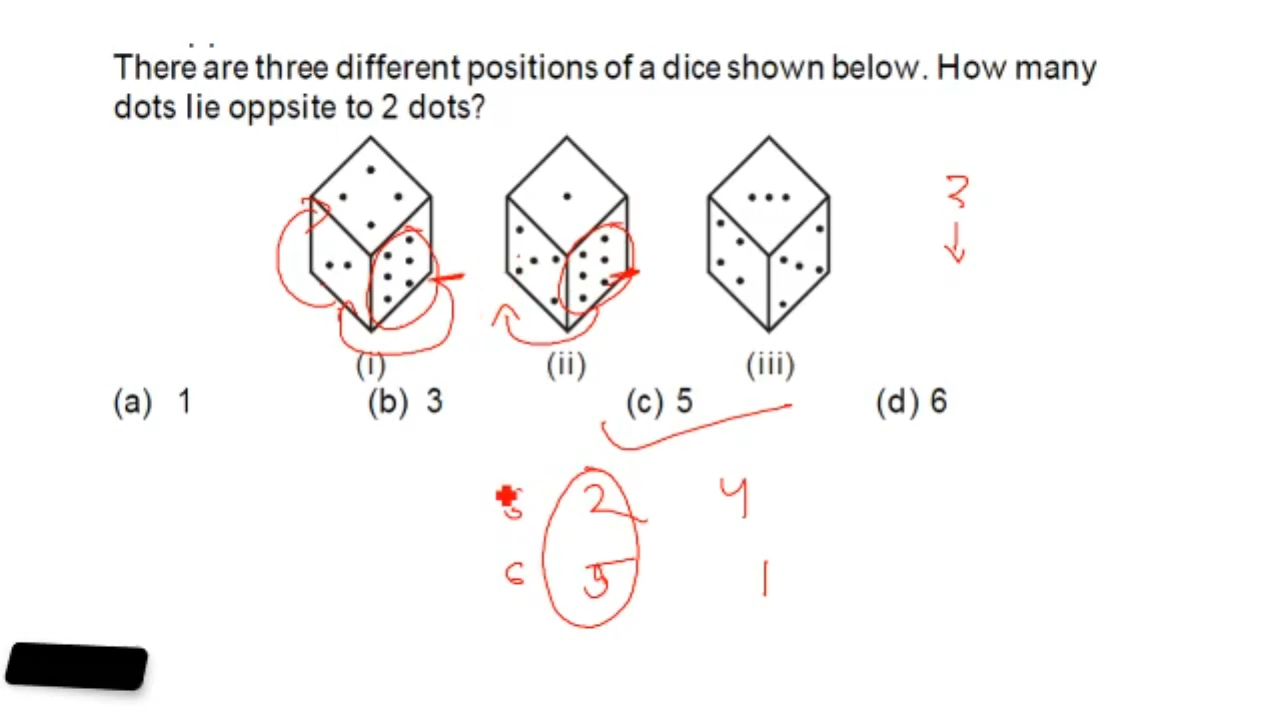 There are three different positions of a dice shown below. How many
dots lie oppsite to 2 dots?
3
(i) (ii) (iii)
(a) 1 (b) 3 (c) 5 (d) 6
2 4
6 5 1